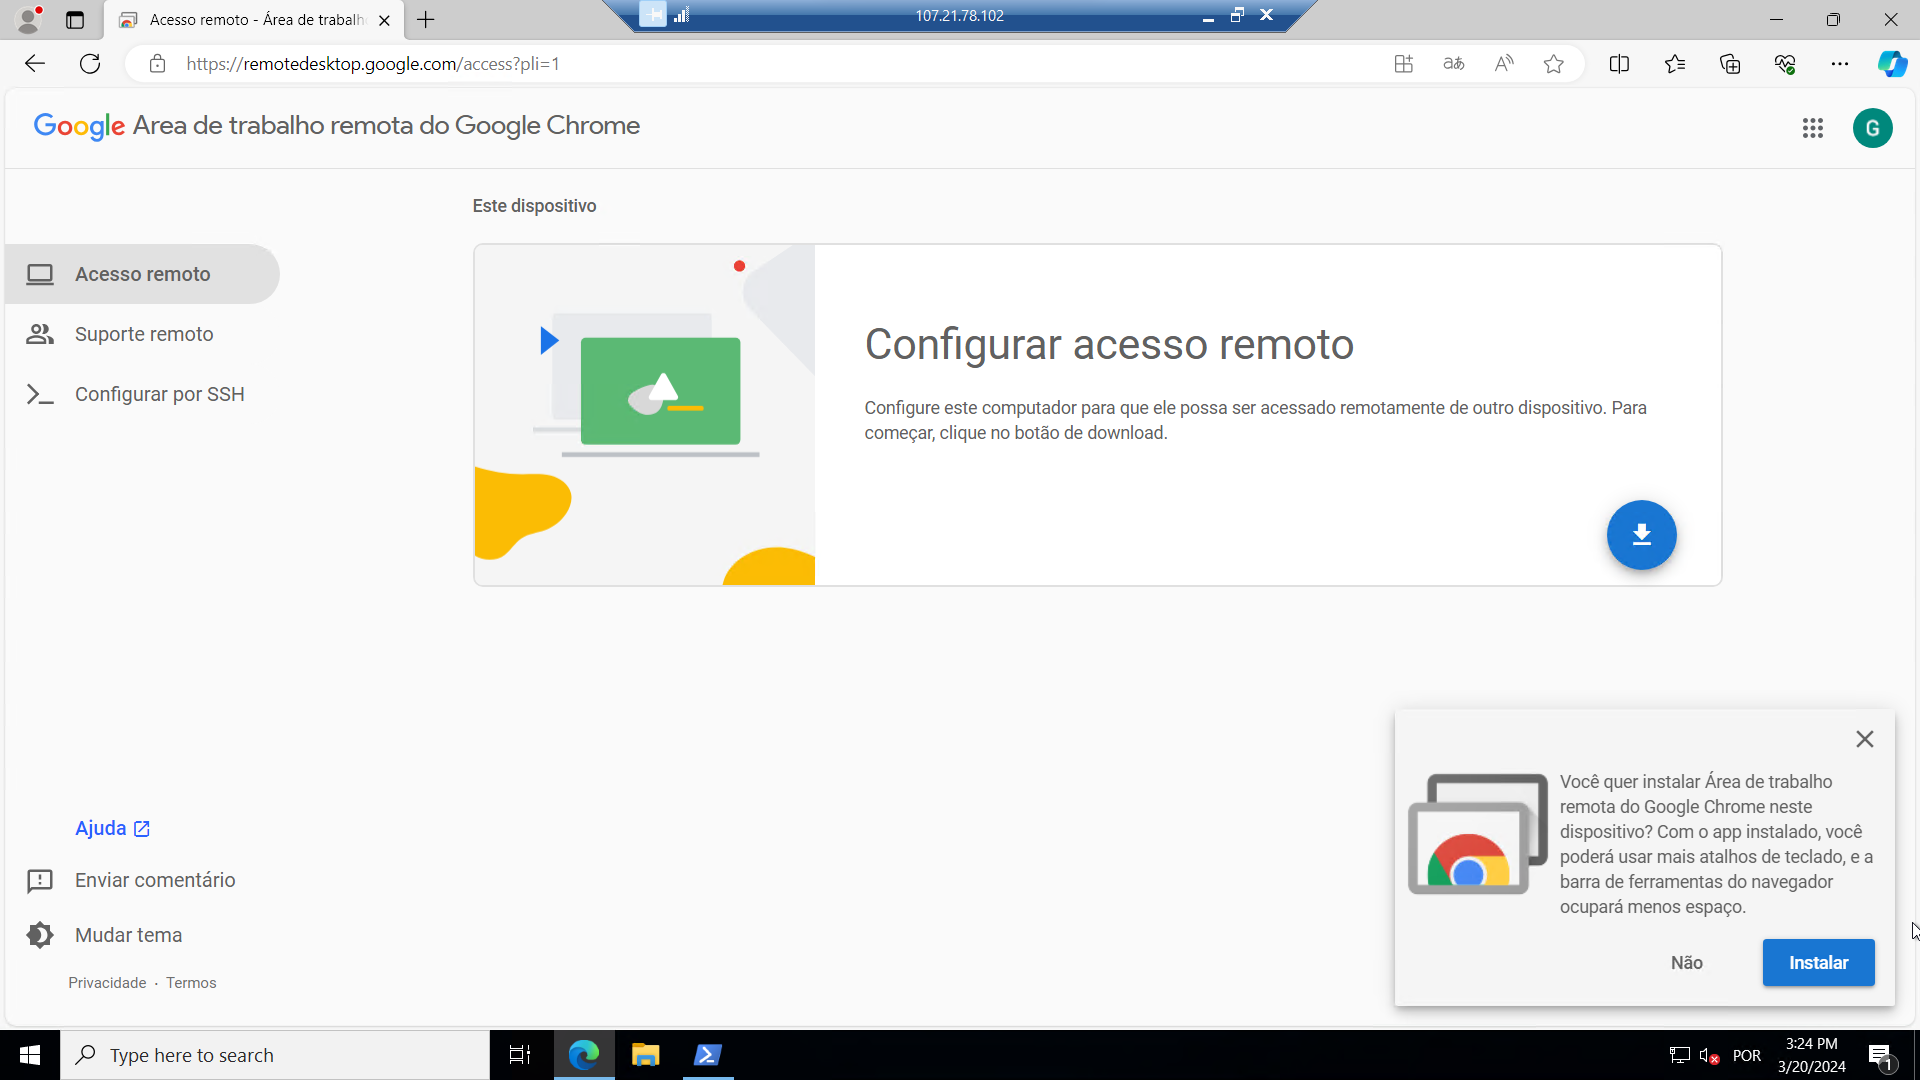 Acesso remoto - Área de trabalh
107.21.78.102
https://remotedesktop.google.com/access?pli=1
Google Área de trabalho remota do Google Chrome
G
Este dispositivo
Acesso remoto
Suporte remoto
Configurar por SSH
Configurar acesso remoto
Configure este computador para que ele possa ser acessado remotamente de outro dispositivo. Para
começar, clique no botão de download.
Você quer instalar Área de trabalho
remota do Google Chrome neste
dispositivo? Com o app instalado, você
poderá usar mais atalhos de teclado, e a
barra de ferramentas do navegador
ocupará menos espaço.
Não
Instalar
Ajuda
Enviar comentário
Mudar tema
Privacidade · Termos
Type here to search
POR
3:24 PM
3/20/2024
1